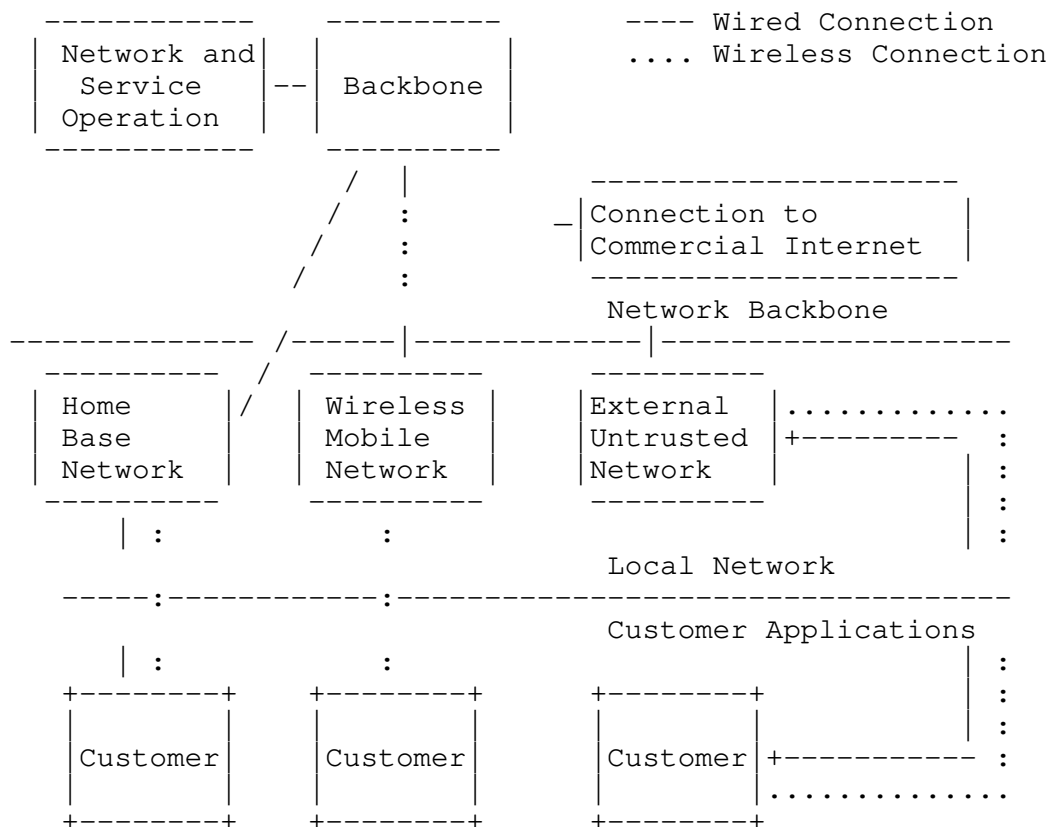 ---- Wired Connection
.... Wireless Connection
Network and
Service
Operation
Backbone
Connection to
Commercial Internet
Network Backbone
Home
Base
Network
Wireless
Mobile
Network
External
Untrusted
Network
Local Network
Customer Applications
Customer
Customer
Customer